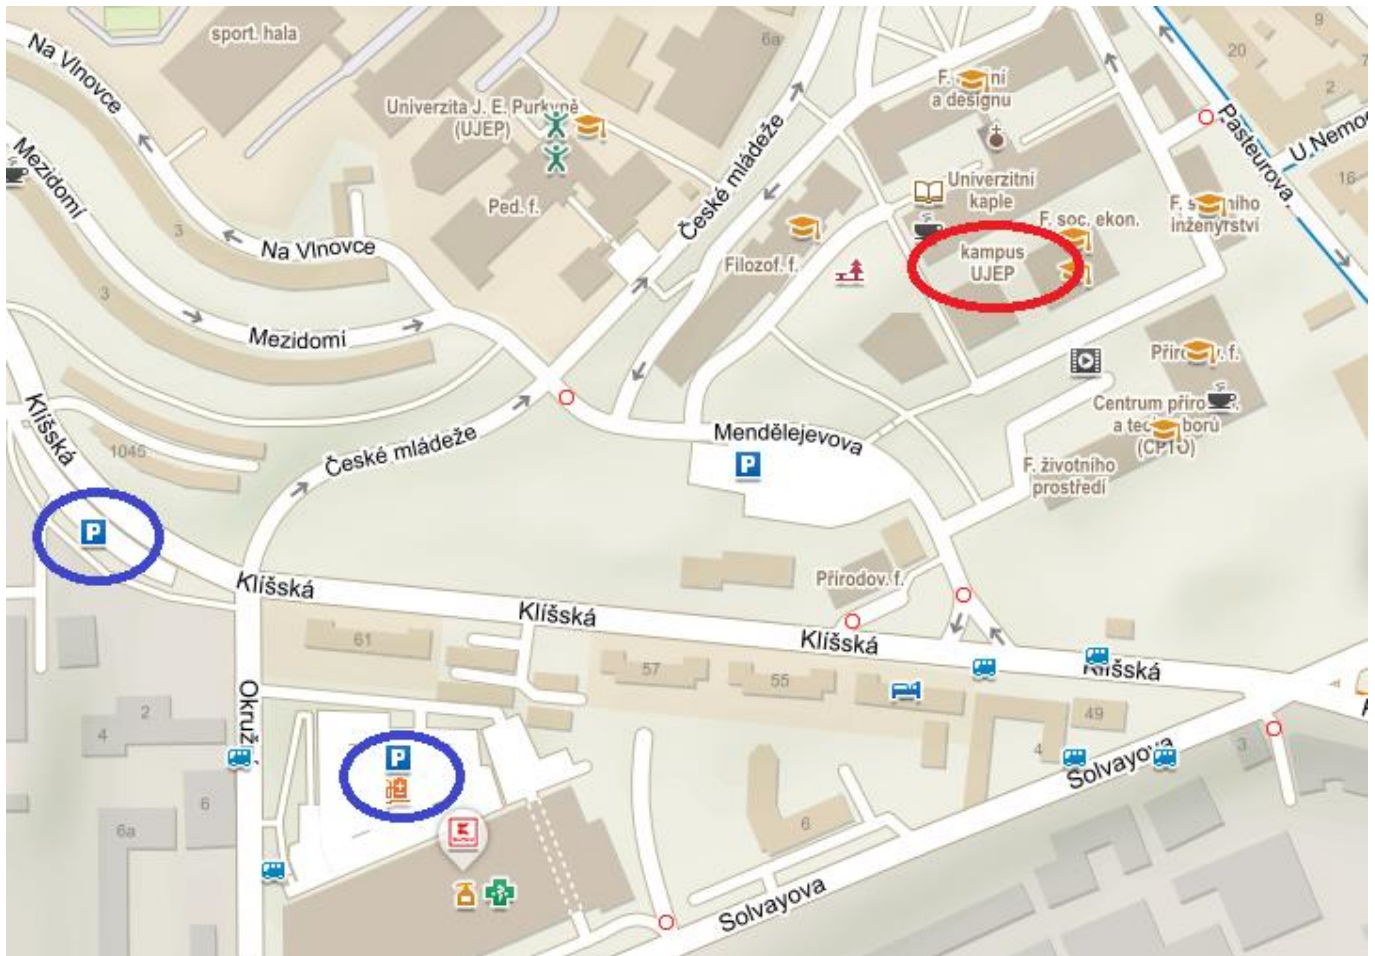 sport. hala
6a
9
20
7
2
Na Vlnovce
Univerzita J. E. Purkyně
(UJEP)
a designu
Pasteurova
U Nemoc
16
Mezidomí
České mládeže
Univerzitní
kaple
Ped. f.
F. soc. ekon.
inženýrství
3
Na Vlnovce
Filozof. f.
kampus
UJEP
3
Mezidomí
Klíšská
Centrum příro
(CPTO)
Mendělejevova
1045
České mládeže
P
F. životního
prostředí
P
Klíšská
Přírodov. f.
Klíšská
Klíšská
61
57
55
Klíšská
2
4
49
4
3
P
Solvayova
6
6a
6
K
Solvayova